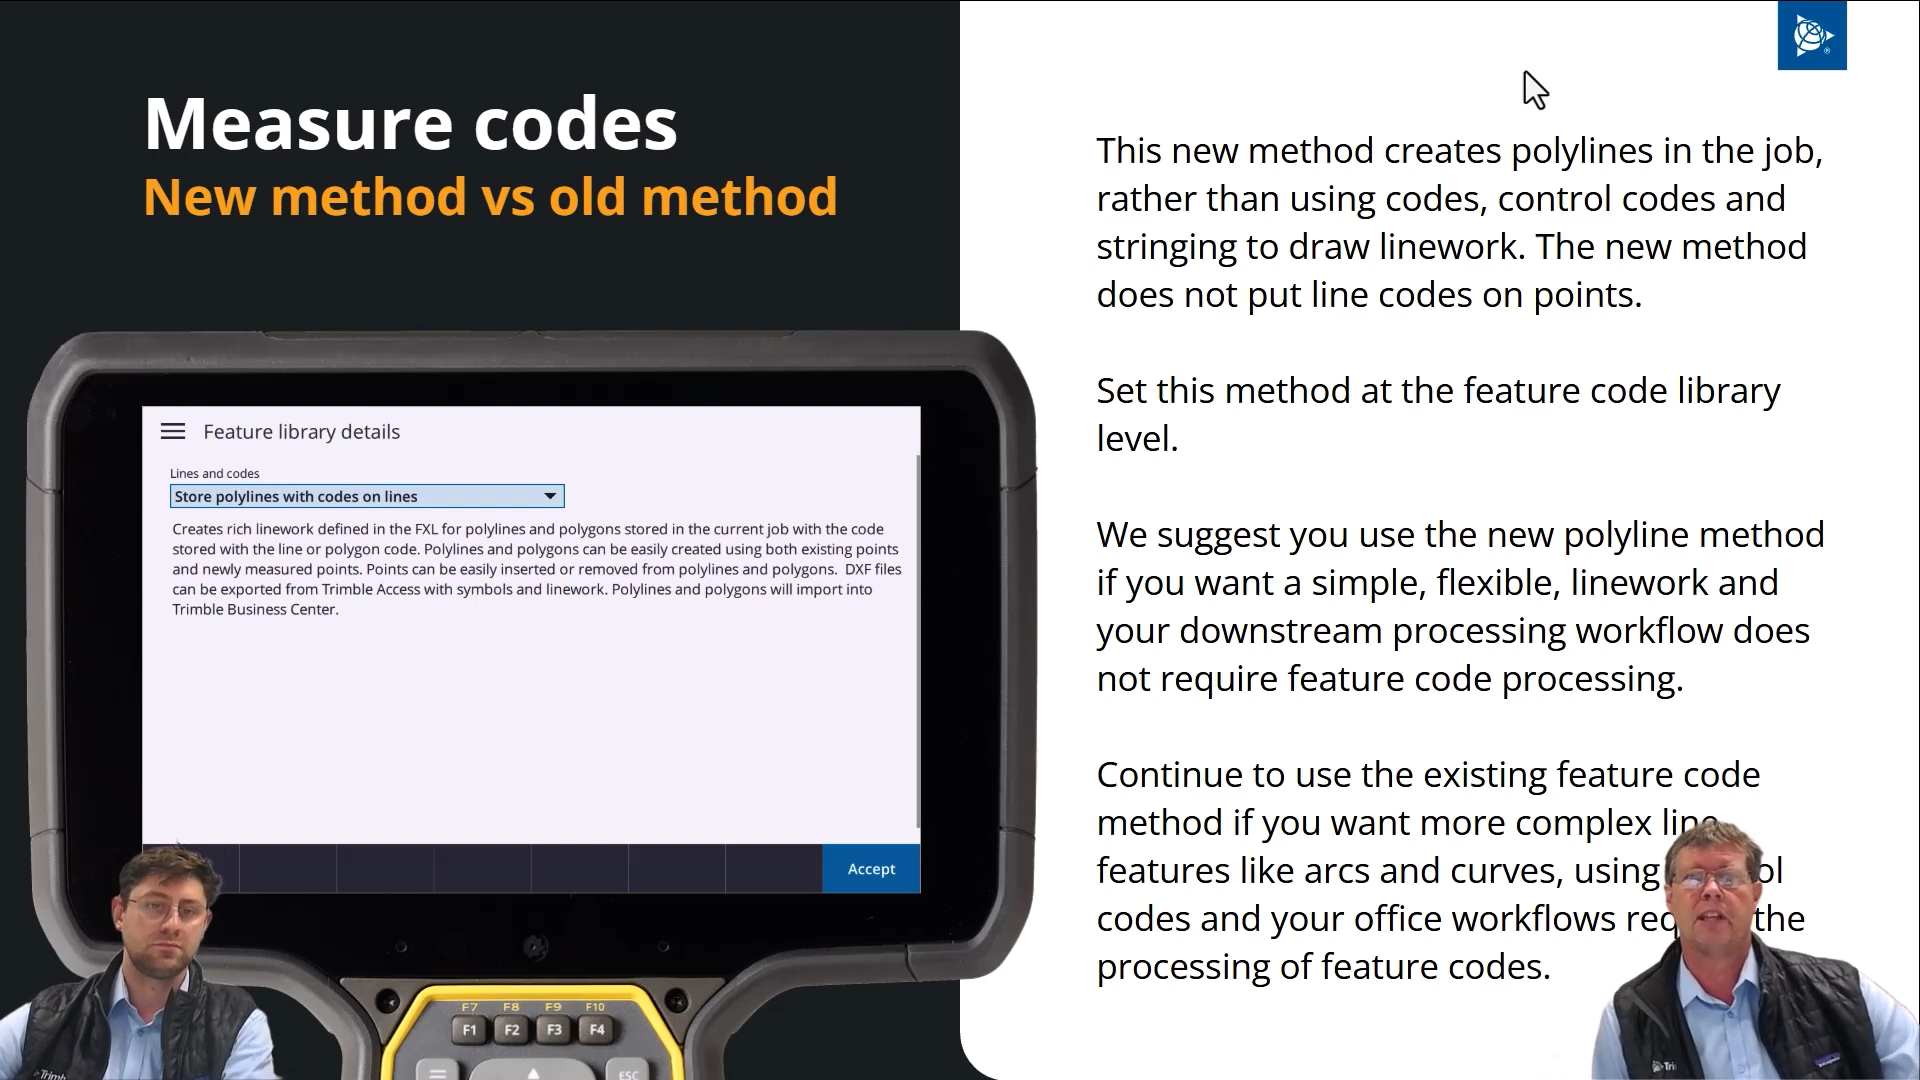 Measure codes
New method vs old method
This new method creates polylines in the job,
rather than using codes, control codes and
stringing to draw linework. The new method
does not put line codes on points.
Set this method at the feature code library
level.
We suggest you use the new polyline method
if you want a simple, flexible, linework and
your downstream processing workflow does
not require feature code processing.
Continue to use the existing feature code
method if you want more complex line
features like arcs and curves, using ol
codes and your office workflows req the
processing of feature codes.
Feature library details
Lines and codes
Store polylines with codes on lines
Creates rich linework defined in the FXL for polylines and polygons stored in the current job with the code
stored with the line or polygon code. Polylines and polygons can be easily created using both existing points
and newly measured points. Points can be easily inserted or removed from polylines and polygons. DXF files
can be exported from Trimble Access with symbols and linework. Polylines and polygons will import into
Trimble Business Center.
Accept
F7 F8 F9 F10
F1 F2 F3 F4
ESC